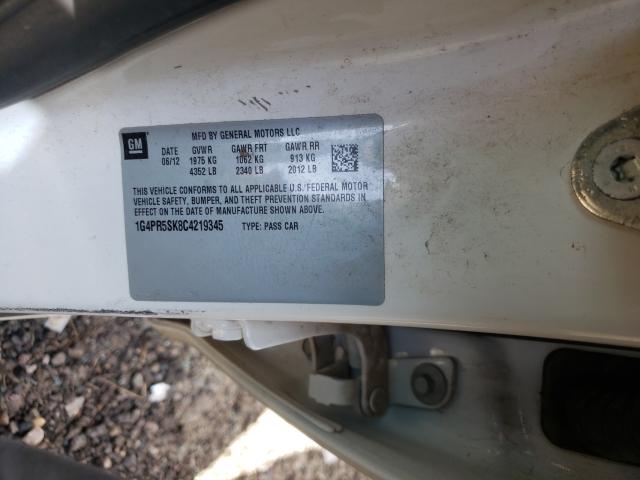 GM
MFD BY GENERAL MOTORS LLC
DATE GVWR GAWR FRT GAWR RR
06/12 1975 KG 1062 KG 913 KG
4352 LB 2340 LB 2012 LB
THIS VEHICLE CONFORMS TO ALL APPLICABLE U.S. FEDERAL MOTOR
VEHICLE SAFETY, BUMPER, AND THEFT PREVENTION STANDARDS IN
EFFECT ON THE DATE OF MANUFACTURE SHOWN ABOVE.
1G4PR5SK8C4219345 TYPE: PASS CAR